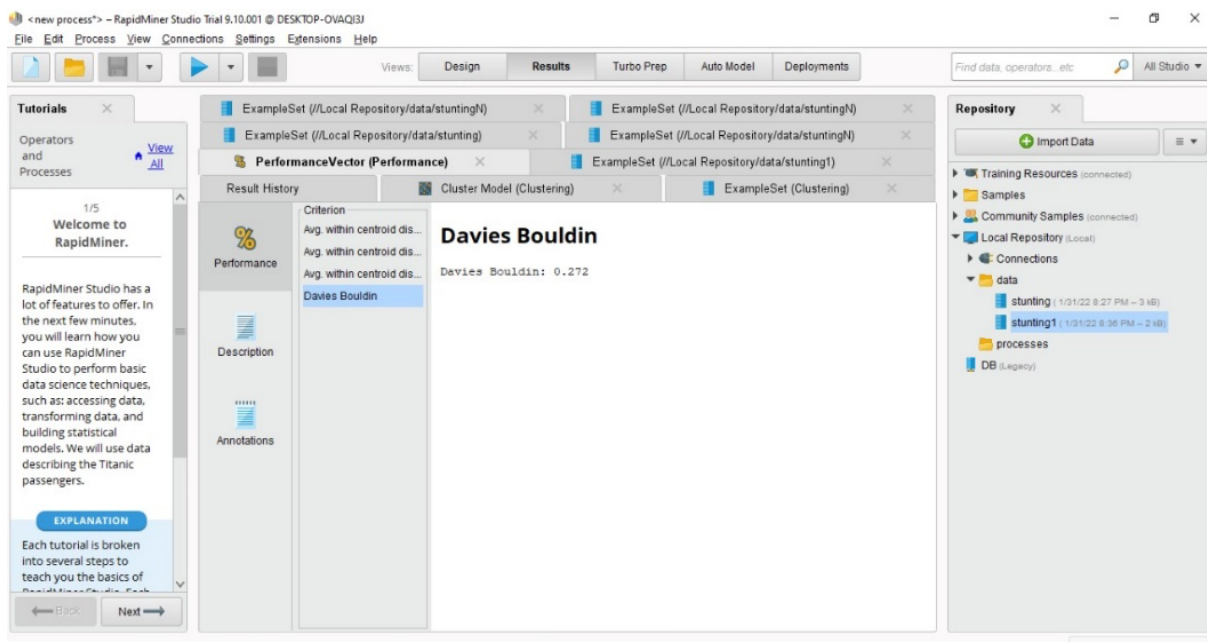 <new process*> – RapidMiner Studio Trial 9.10.001 @ DESKTOP-OVAQI3J
File Edit Process View Connections Settings Extensions Help
Views: Design Results Turbo Prep Auto Model Deployments
Find data, operators...etc All Studio
Tutorials
Operators
and
Processes
View
All
1/5
Welcome to
RapidMiner.
RapidMiner Studio has a
lot of features to offer. In
the next few minutes,
you will learn how you
can use RapidMiner
Studio to perform basic
data science techniques,
such as: accessing data,
transforming data, and
building statistical
models. We will use data
describing the Titanic
passengers.
EXPLANATION
Each tutorial is broken
into several steps to
teach you the basics of
Back Next
ExampleSet (//Local Repository/data/stuntingN) ExampleSet (//Local Repository/data/stuntingN)
ExampleSet (//Local Repository/data/stunting) ExampleSet (//Local Repository/data/stuntingN)
PerformanceVector (Performance) ExampleSet (//Local Repository/data/stunting1)
Result History Cluster Model (Clustering) ExampleSet (Clustering)
%
Performance
Description
Annotations
Criterion
Avg. within centroid dis...
Avg. within centroid dis...
Avg. within centroid dis...
Davies Bouldin
Davies Bouldin
Davies Bouldin: 0.272
Repository
Import Data
Training Resources (connected)
Samples
Community Samples (connected)
Local Repository (Local)
Connections
data
stunting (1/31/22 8:27 PM – 3 kB)
stunting1 (1/31/22 8:36 PM – 2 kB)
processes
DB (Legacy)